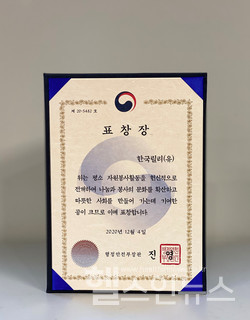 제 20-5442 호
표 창 장
한국릴리(유)
위는 평소 자원봉사활동을 헌신적으로
전개하여 나눔과 봉사의 문화를 확산하고
따뜻한 사회를 만들어 가는데 기여한
공이 크므로 이에 표창합니다
2020년 12월 4일
행정안전부장관 진 영
헬스인뉴스